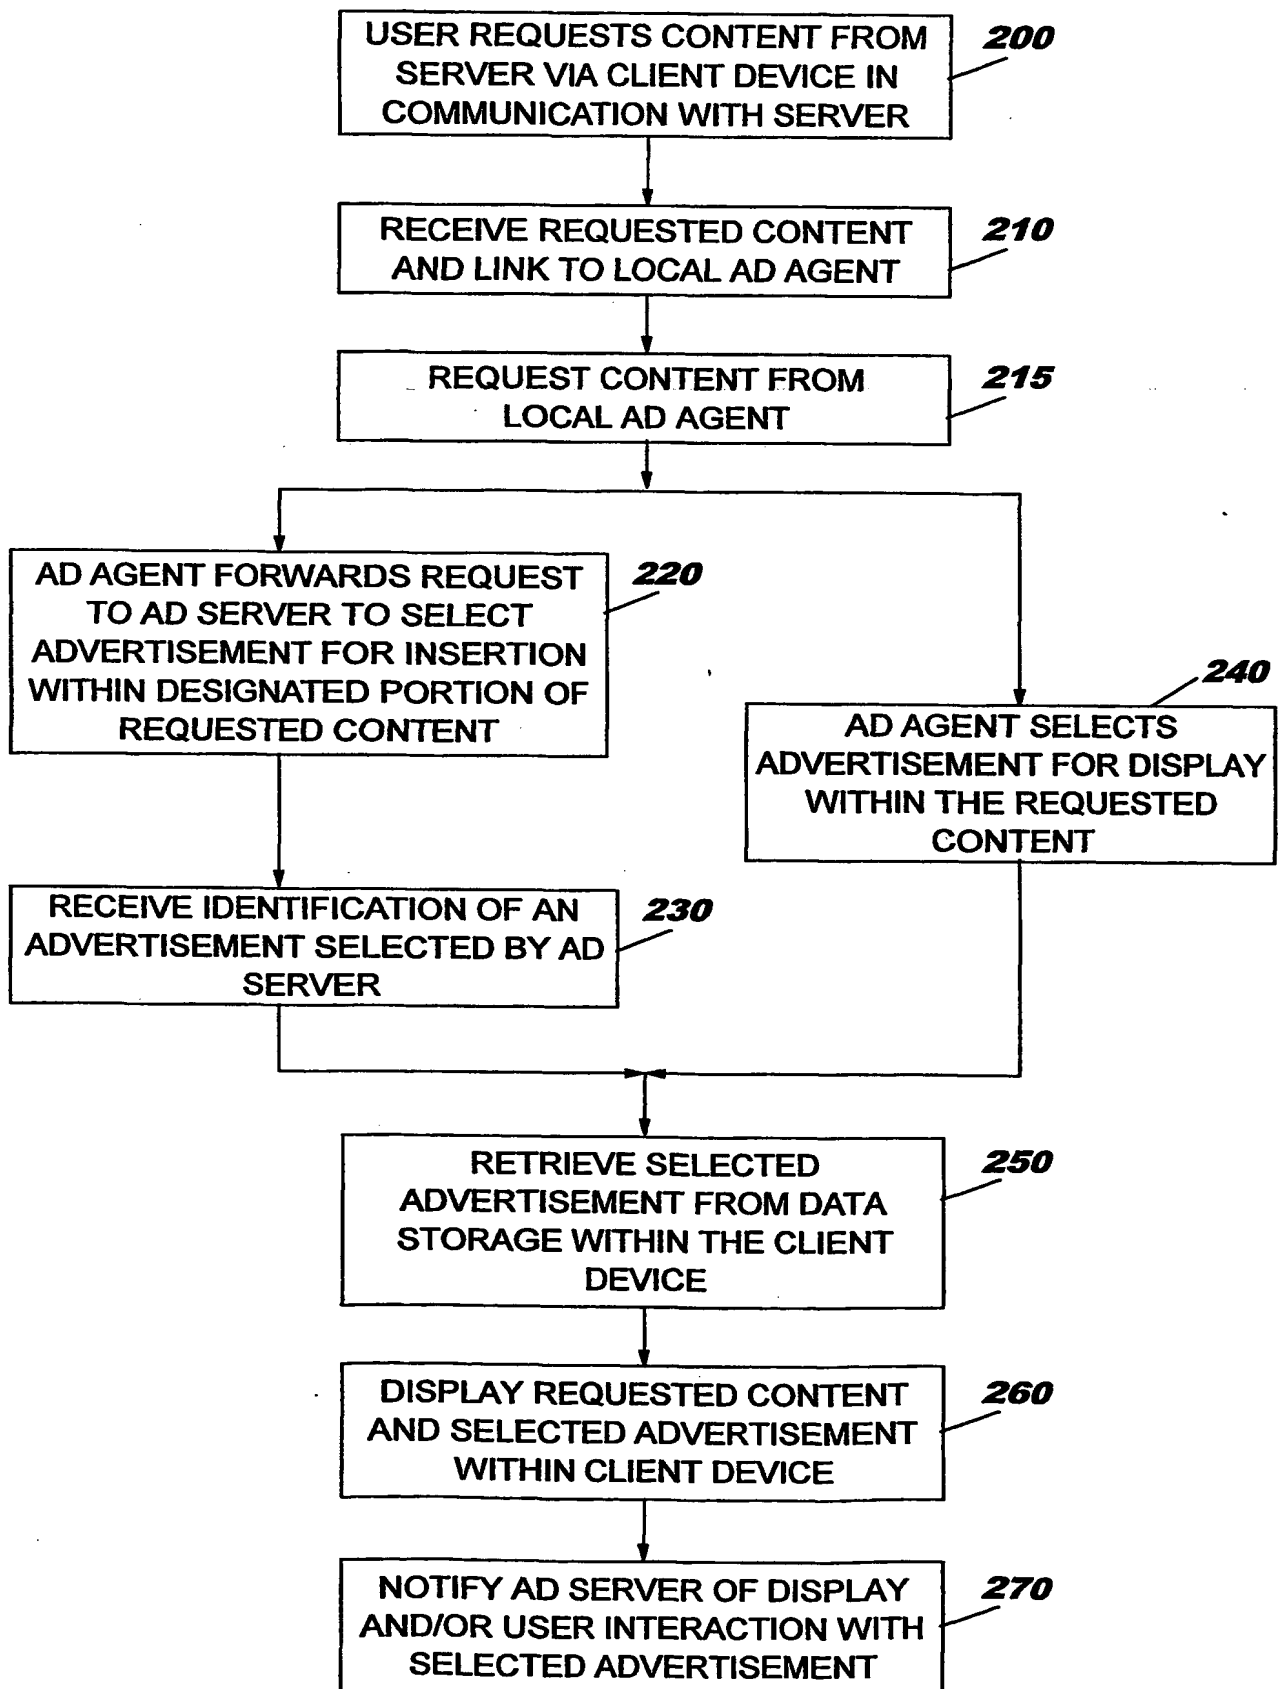 USER REQUESTS CONTENT FROM
SERVER VIA CLIENT DEVICE IN
COMMUNICATION WITH SERVER
200
RECEIVE REQUESTED CONTENT
AND LINK TO LOCAL AD AGENT
210
REQUEST CONTENT FROM
LOCAL AD AGENT
215
AD AGENT FORWARDS REQUEST
TO AD SERVER TO SELECT
ADVERTISEMENT FOR INSERTION
WITHIN DESIGNATED PORTION OF
REQUESTED CONTENT
220
240
AD AGENT SELECTS
ADVERTISEMENT FOR DISPLAY
WITHIN THE REQUESTED
CONTENT
RECEIVE IDENTIFICATION OF AN
ADVERTISEMENT SELECTED BY AD
SERVER
230
RETRIEVE SELECTED
ADVERTISEMENT FROM DATA
STORAGE WITHIN THE CLIENT
DEVICE
250
DISPLAY REQUESTED CONTENT
AND SELECTED ADVERTISEMENT
WITHIN CLIENT DEVICE
260
NOTIFY AD SERVER OF DISPLAY
AND/OR USER INTERACTION WITH
SELECTED ADVERTISEMENT
270